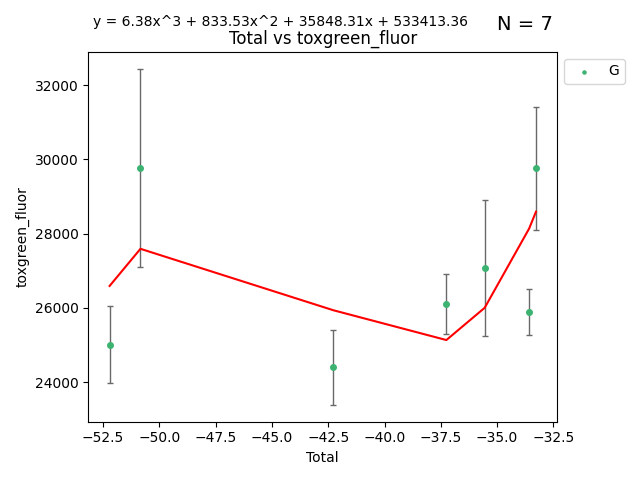 y = 6.38x^3 + 833.53x^2 + 35848.31x + 533413.36
N = 7
Total vs toxgreen_fluor
G
32000
30000
28000
26000
24000
toxgreen_fluor
−52.5 −50.0 −47.5 −45.0 −42.5 −40.0 −37.5 −35.0 −32.5
Total